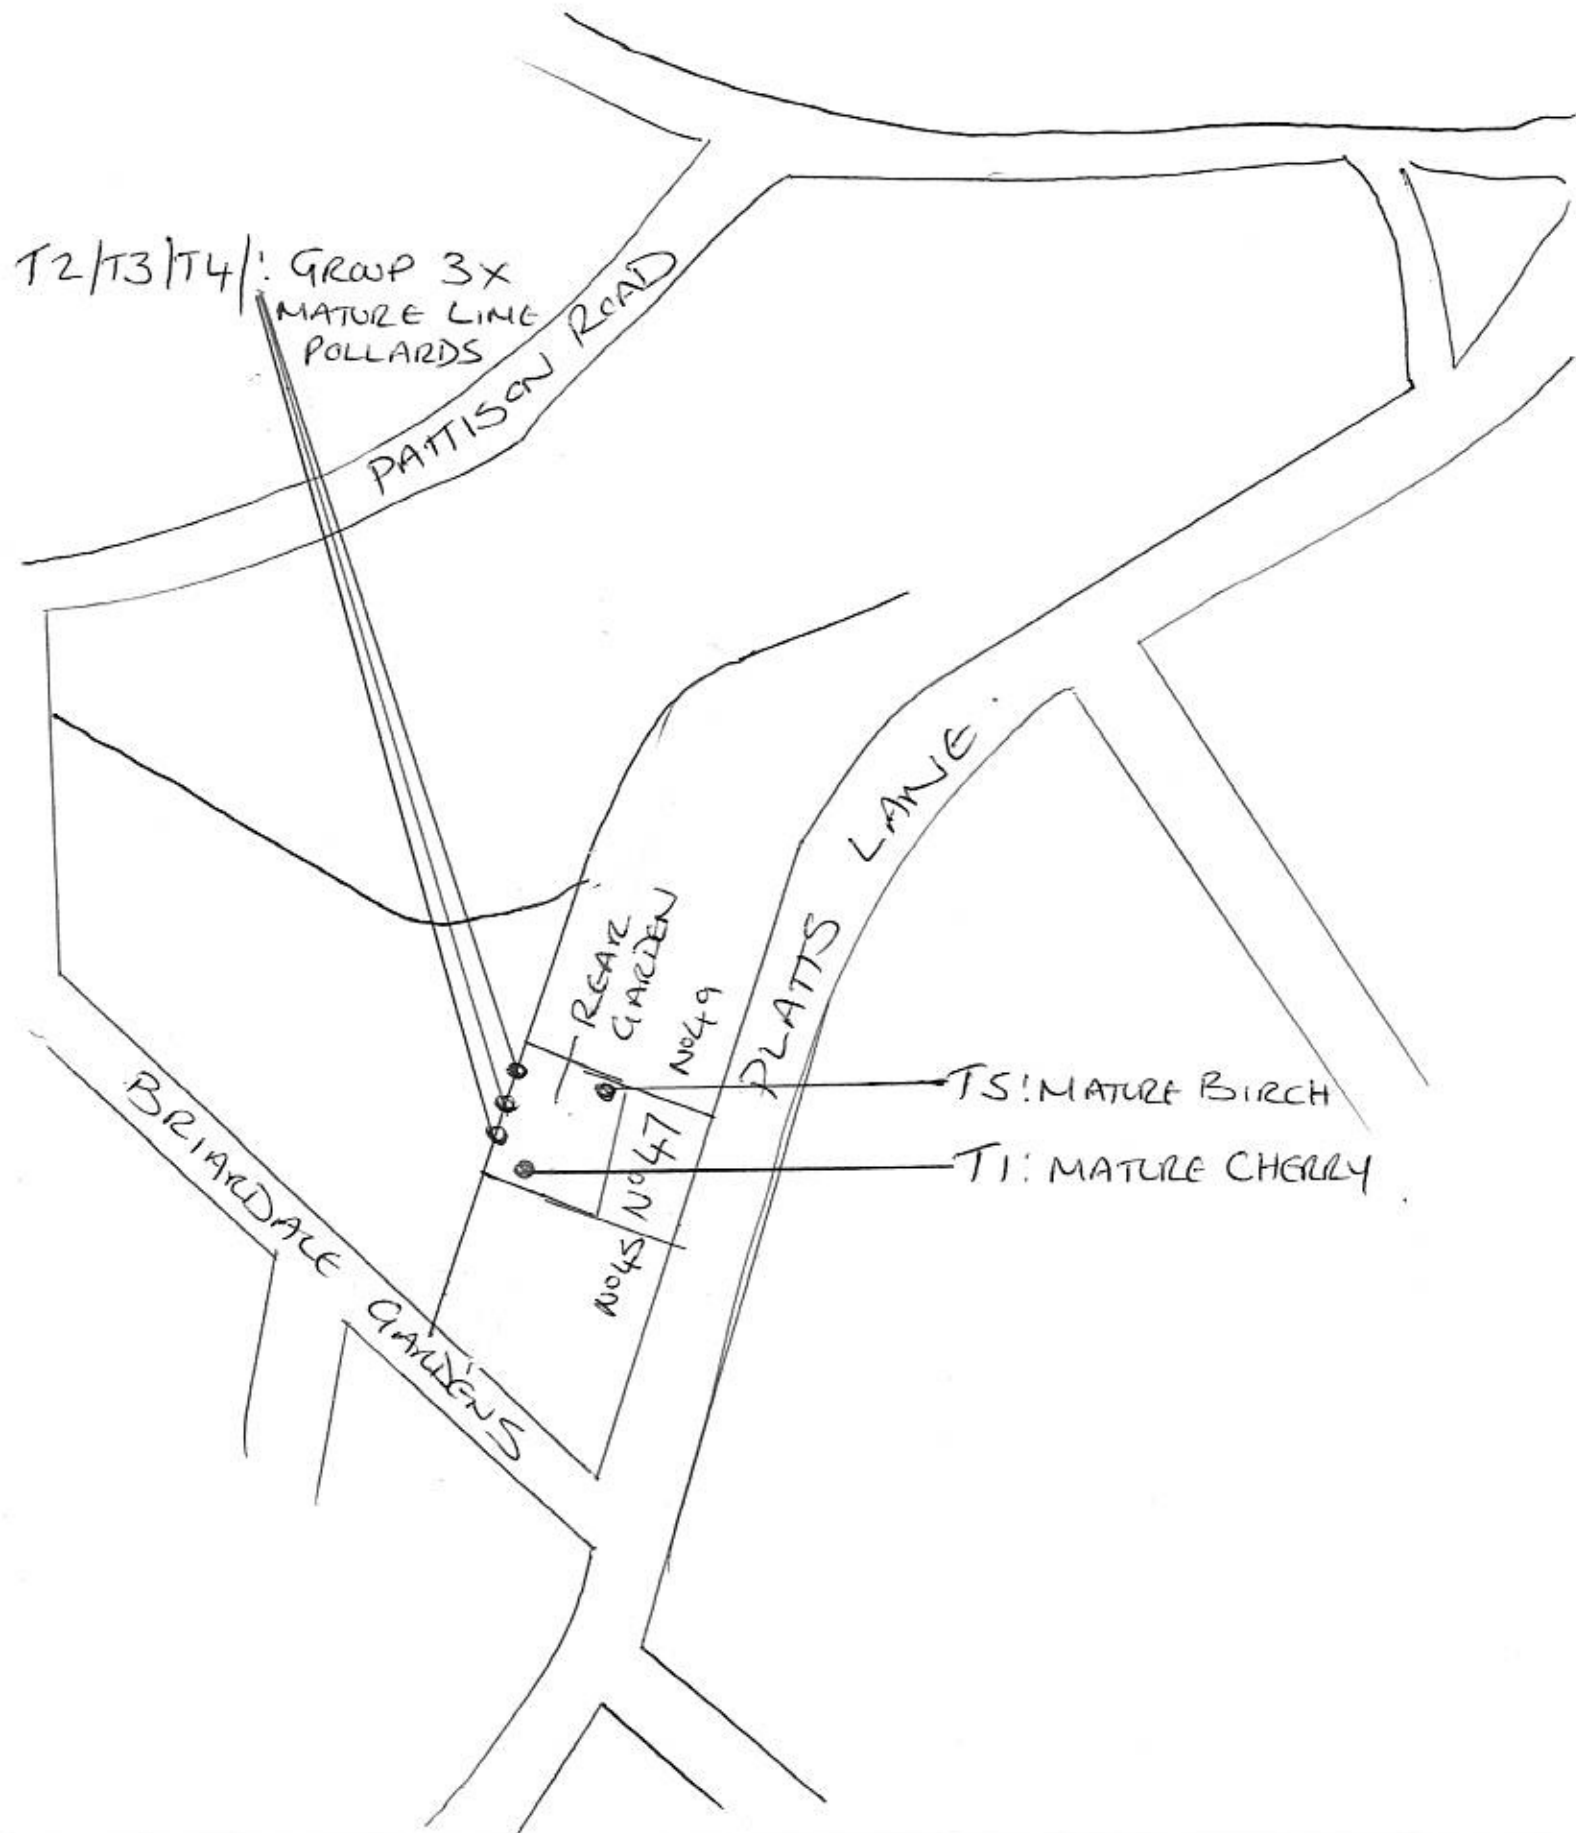 T2/T3/T4/: GROUP 3X
MATURE LIME
POLLARDS
PATTISON ROAD
PLATTS LANE.
REAR
GARDEN
No49
T5: MATURE BIRCH
No47
T1: MATURE CHERRY
No45
BRIARDALE GARDENS